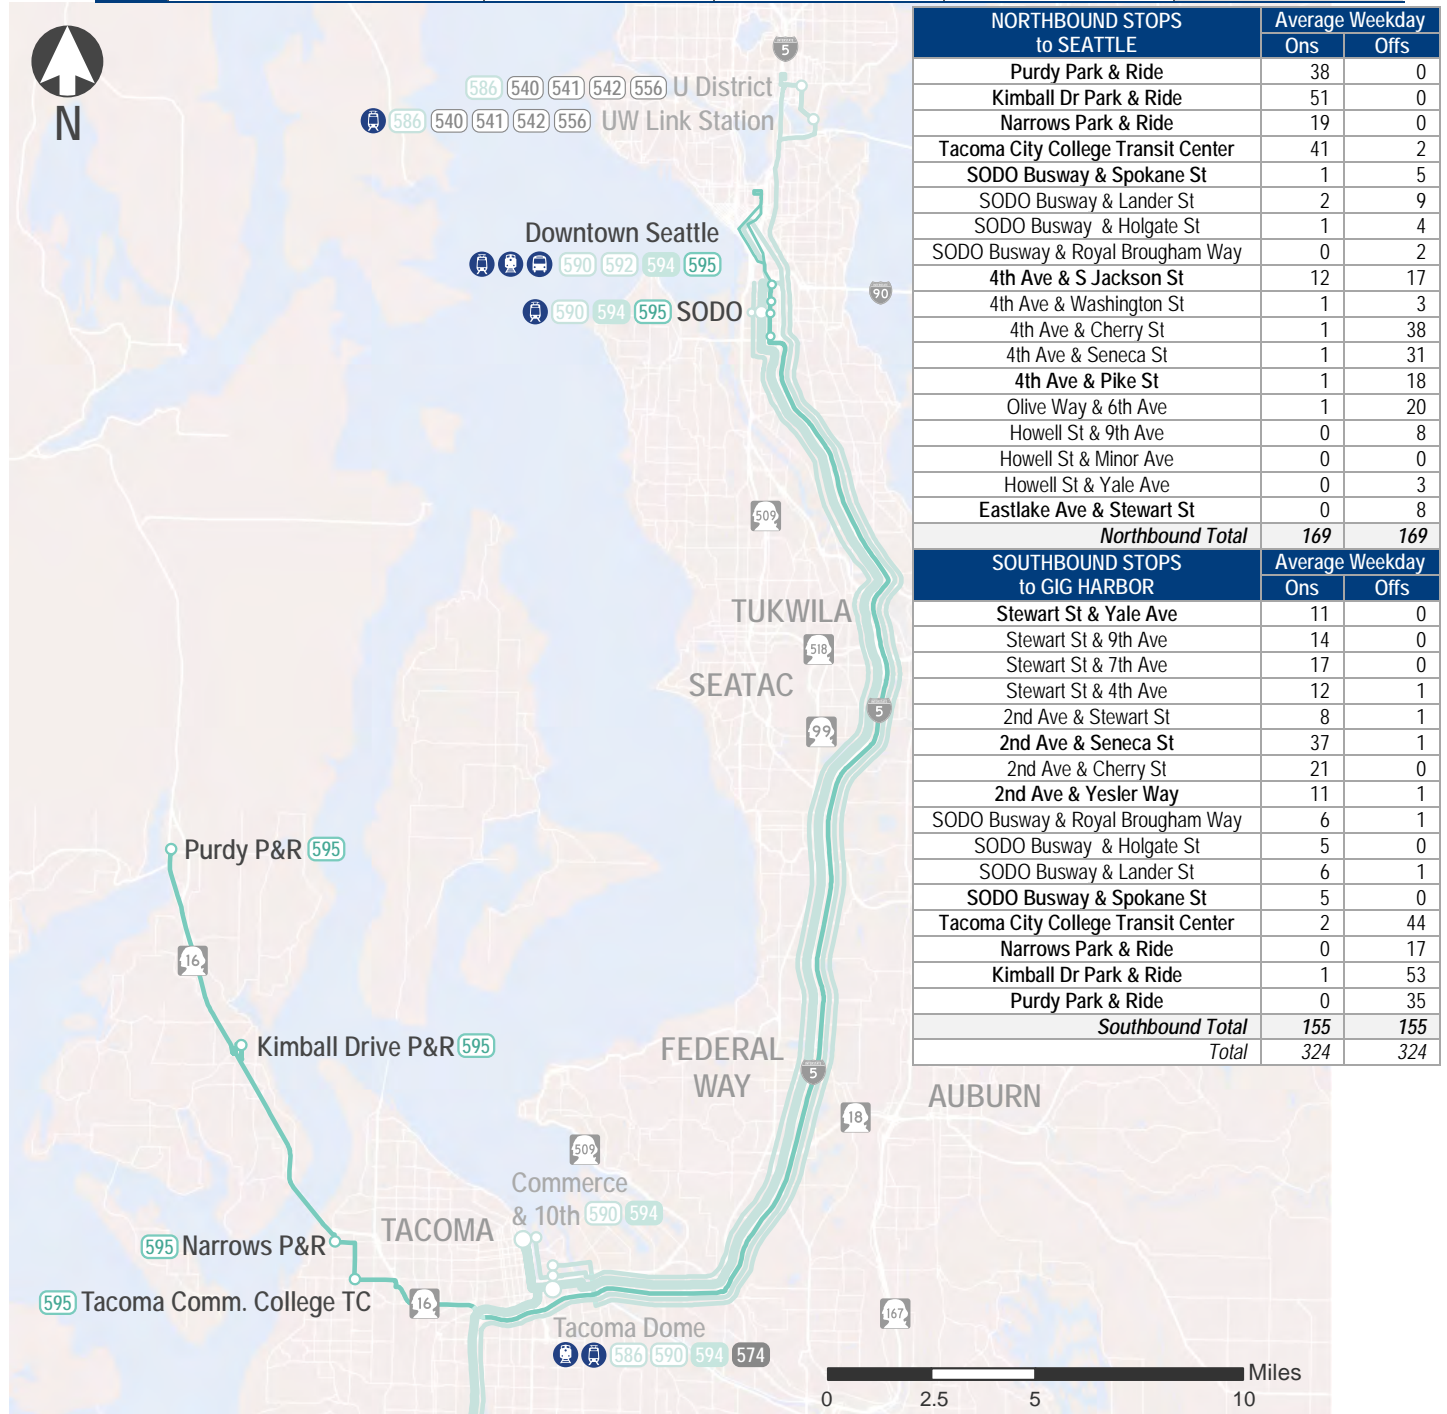 N
5
586 540 541 542 556 U District
586 540 541 542 556 UW Link Station
Downtown Seattle
590 592 594 595
90
590 594 595 SODO
509
TUKWILA
518
SEATAC
5
99
Purdy P&R 595
16
Kimball Drive P&R 595
FEDERAL
WAY
5
AUBURN
18
509
Commerce
& 10th 590 594
TACOMA
595 Narrows P&R
595 Tacoma Comm. College TC
16
167
Tacoma Dome
586 590 594 574
Miles
0 2.5 5 10
NORTHBOUND STOPS to SEATTLE Average Weekday
Ons Offs
Purdy Park & Ride 38 0
Kimball Dr Park & Ride 51 0
Narrows Park & Ride 19 0
Tacoma City College Transit Center 41 2
SODO Busway & Spokane St 1 5
SODO Busway & Lander St 2 9
SODO Busway & Holgate St 1 4
SODO Busway & Royal Brougham Way 0 2
4th Ave & S Jackson St 12 17
4th Ave & Washington St 1 3
4th Ave & Cherry St 1 38
4th Ave & Seneca St 1 31
4th Ave & Pike St 1 18
Olive Way & 6th Ave 1 20
Howell St & 9th Ave 0 8
Howell St & Minor Ave 0 0
Howell St & Yale Ave 0 3
Eastlake Ave & Stewart St 0 8
Northbound Total 169 169
SOUTHBOUND STOPS to GIG HARBOR Average Weekday
Ons Offs
Stewart St & Yale Ave 11 0
Stewart St & 9th Ave 14 0
Stewart St & 7th Ave 17 0
Stewart St & 4th Ave 12 1
2nd Ave & Stewart St 8 1
2nd Ave & Seneca St 37 1
2nd Ave & Cherry St 21 0
2nd Ave & Yesler Way 11 1
SODO Busway & Royal Brougham Way 6 1
SODO Busway & Holgate St 5 0
SODO Busway & Lander St 6 1
SODO Busway & Spokane St 5 0
Tacoma City College Transit Center 2 44
Narrows Park & Ride 0 17
Kimball Dr Park & Ride 1 53
Purdy Park & Ride 0 35
Southbound Total 155 155
Total 324 324